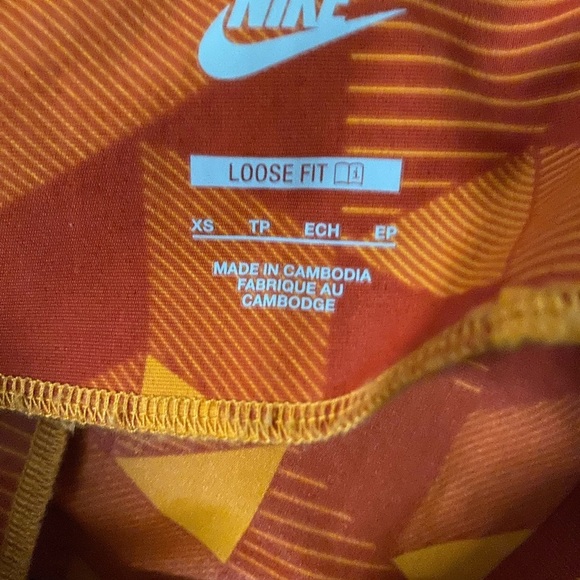 NIKE
LOOSE FIT
XS TP ECH EP
MADE IN CAMBODIA
FABRIQUE AU
CAMBODGE